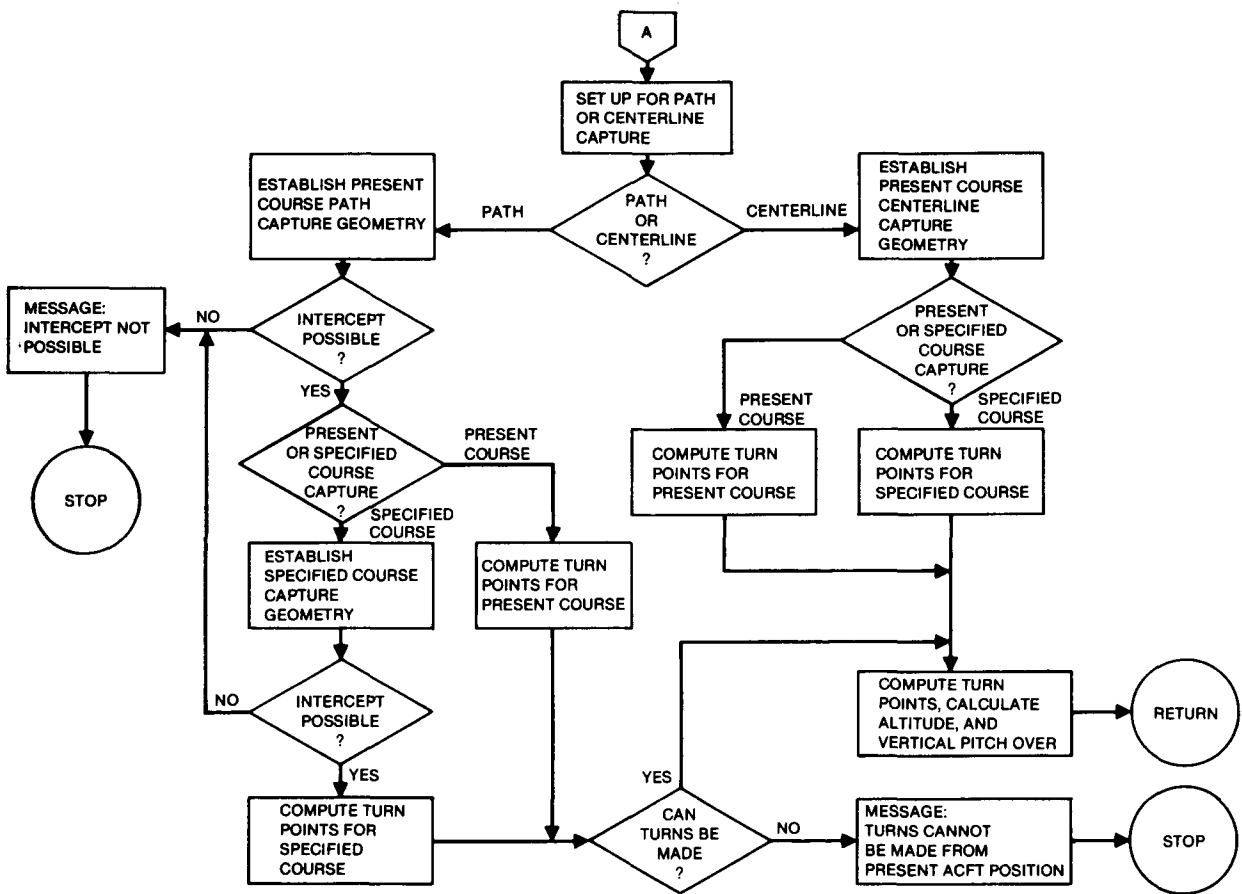 A
SET UP FOR PATH
OR CENTERLINE
CAPTURE
PATH
OR
CENTERLINE
?
PATH
CENTERLINE
ESTABLISH PRESENT
COURSE PATH
CAPTURE GEOMETRY
ESTABLISH
PRESENT COURSE
CENTERLINE
CAPTURE
GEOMETRY
INTERCEPT
POSSIBLE
?
NO
MESSAGE:
INTERCEPT NOT
POSSIBLE
STOP
YES
PRESENT
OR SPECIFIED
COURSE
CAPTURE
?
PRESENT
COURSE
SPECIFIED
COURSE
ESTABLISH
SPECIFIED COURSE
CAPTURE
GEOMETRY
COMPUTE TURN
POINTS FOR
PRESENT COURSE
INTERCEPT
POSSIBLE
?
NO
YES
COMPUTE TURN
POINTS FOR
SPECIFIED
COURSE
PRESENT
OR SPECIFIED
COURSE
CAPTURE
?
PRESENT
COURSE
SPECIFIED
COURSE
COMPUTE TURN
POINTS FOR
PRESENT COURSE
COMPUTE TURN
POINTS FOR
SPECIFIED COURSE
COMPUTE TURN
POINTS, CALCULATE
ALTITUDE, AND
VERTICAL PITCH OVER
RETURN
YES
CAN
TURNS BE
MADE
?
NO
MESSAGE:
TURNS CANNOT
BE MADE FROM
PRESENT ACFT POSITION
STOP